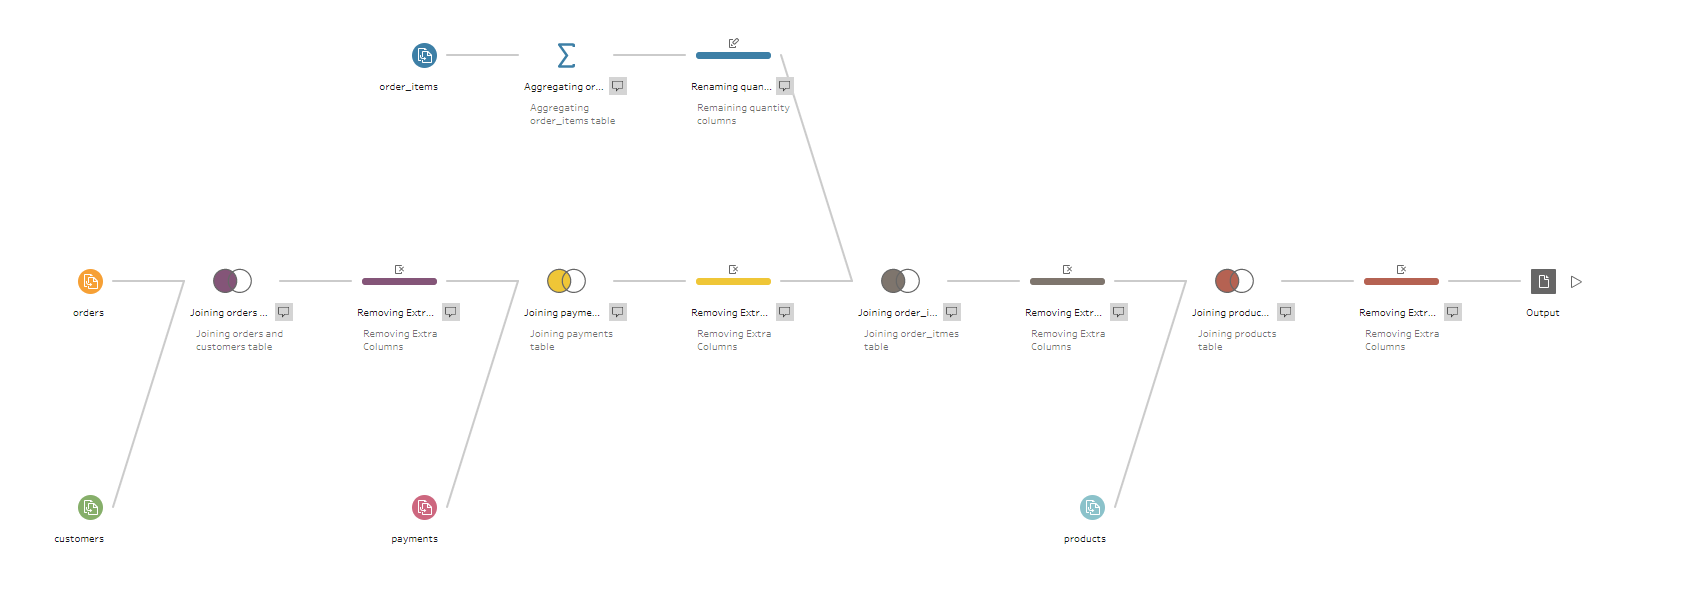 order_items
Aggregating or...
Aggregating
order_items table
Renaming quan...
Remaining quantity
columns
orders
Joining orders ...
Joining orders and
customers table
Removing Extr...
Removing Extra
Columns
Joining payme...
Joining payments
table
Removing Extr...
Removing Extra
Columns
Joining order_i...
Joining order_itmes
table
Removing Extr...
Removing Extra
Columns
Joining produc...
Joining products
table
Removing Extr...
Removing Extra
Columns
Output
customers
payments
products